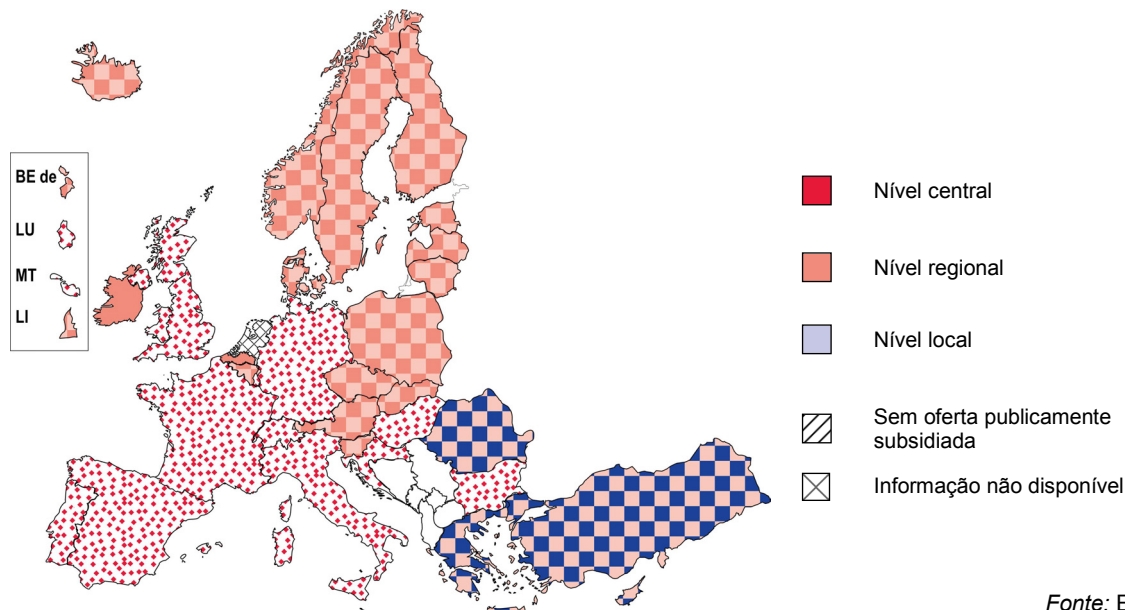 BE de
LU
MT
LI
Nível central
Nível regional
Nível local
Sem oferta publicamente
subsidiada
Informação não disponível
Fonte: E